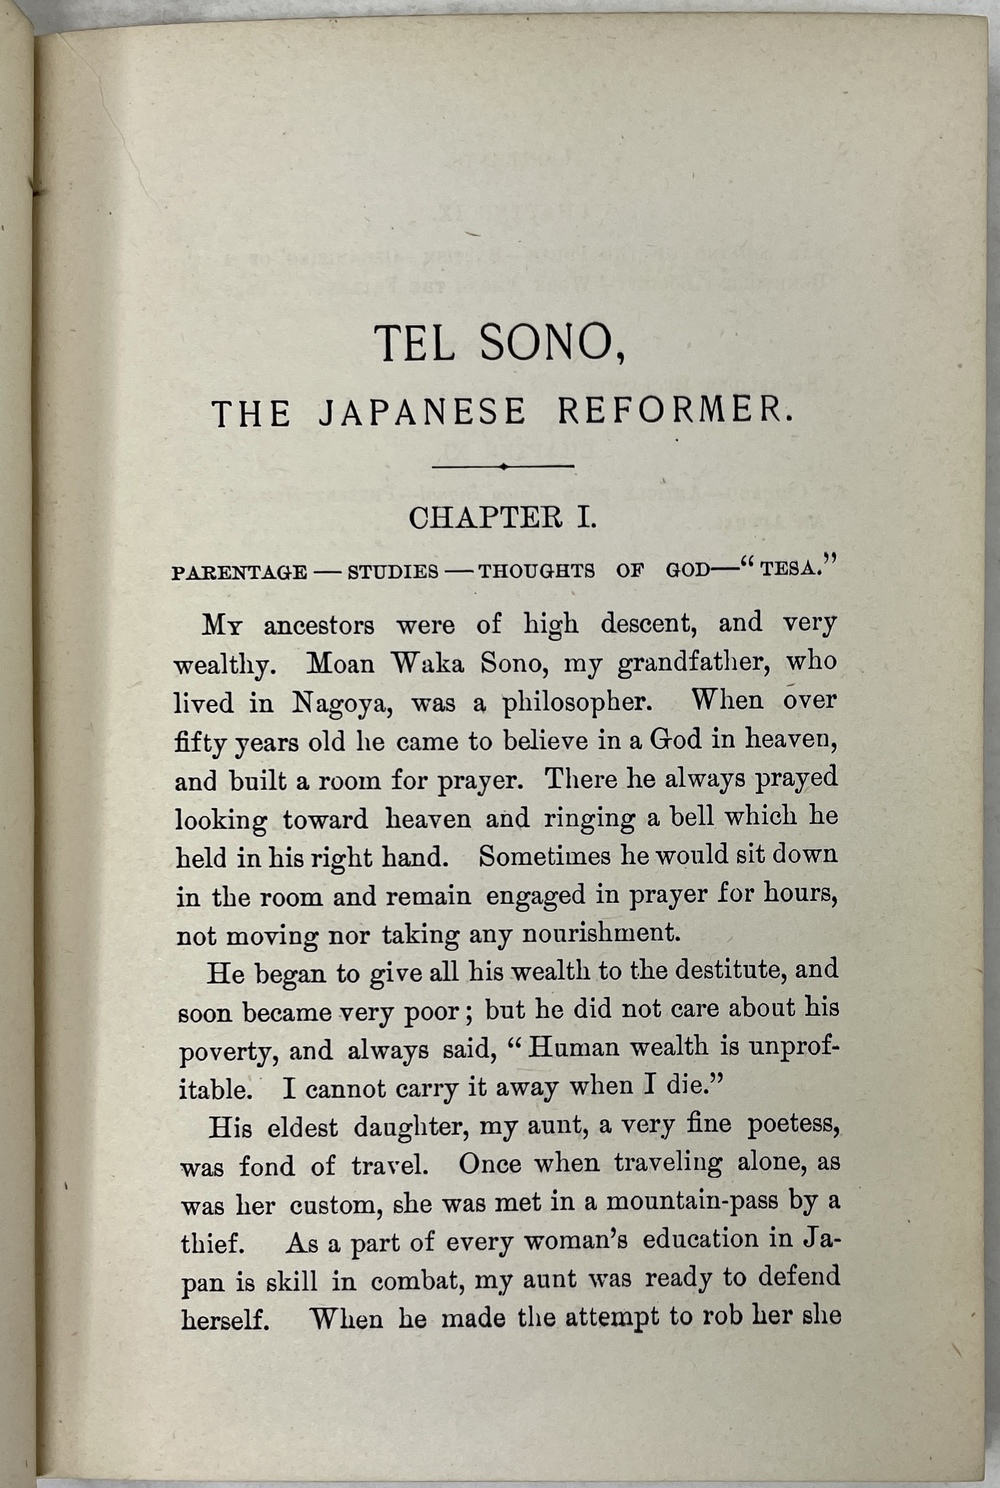 TEL SONO,
THE JAPANESE REFORMER.
CHAPTER I.
PARENTAGE — STUDIES — THOUGHTS OF GOD—“TESA.”
MY ancestors were of high descent, and very
wealthy. Moan Waka Sono, my grandfather, who
lived in Nagoya, was a philosopher. When over
fifty years old he came to believe in a God in heaven,
and built a room for prayer. There he always prayed
looking toward heaven and ringing a bell which he
held in his right hand. Sometimes he would sit down
in the room and remain engaged in prayer for hours,
not moving nor taking any nourishment.
He began to give all his wealth to the destitute, and
soon became very poor; but he did not care about his
poverty, and always said, “Human wealth is unprof-
itable. I cannot carry it away when I die.”
His eldest daughter, my aunt, a very fine poetess,
was fond of travel. Once when traveling alone, as
was her custom, she was met in a mountain-pass by a
thief. As a part of every woman’s education in Ja-
pan is skill in combat, my aunt was ready to defend
herself. When he made the attempt to rob her she